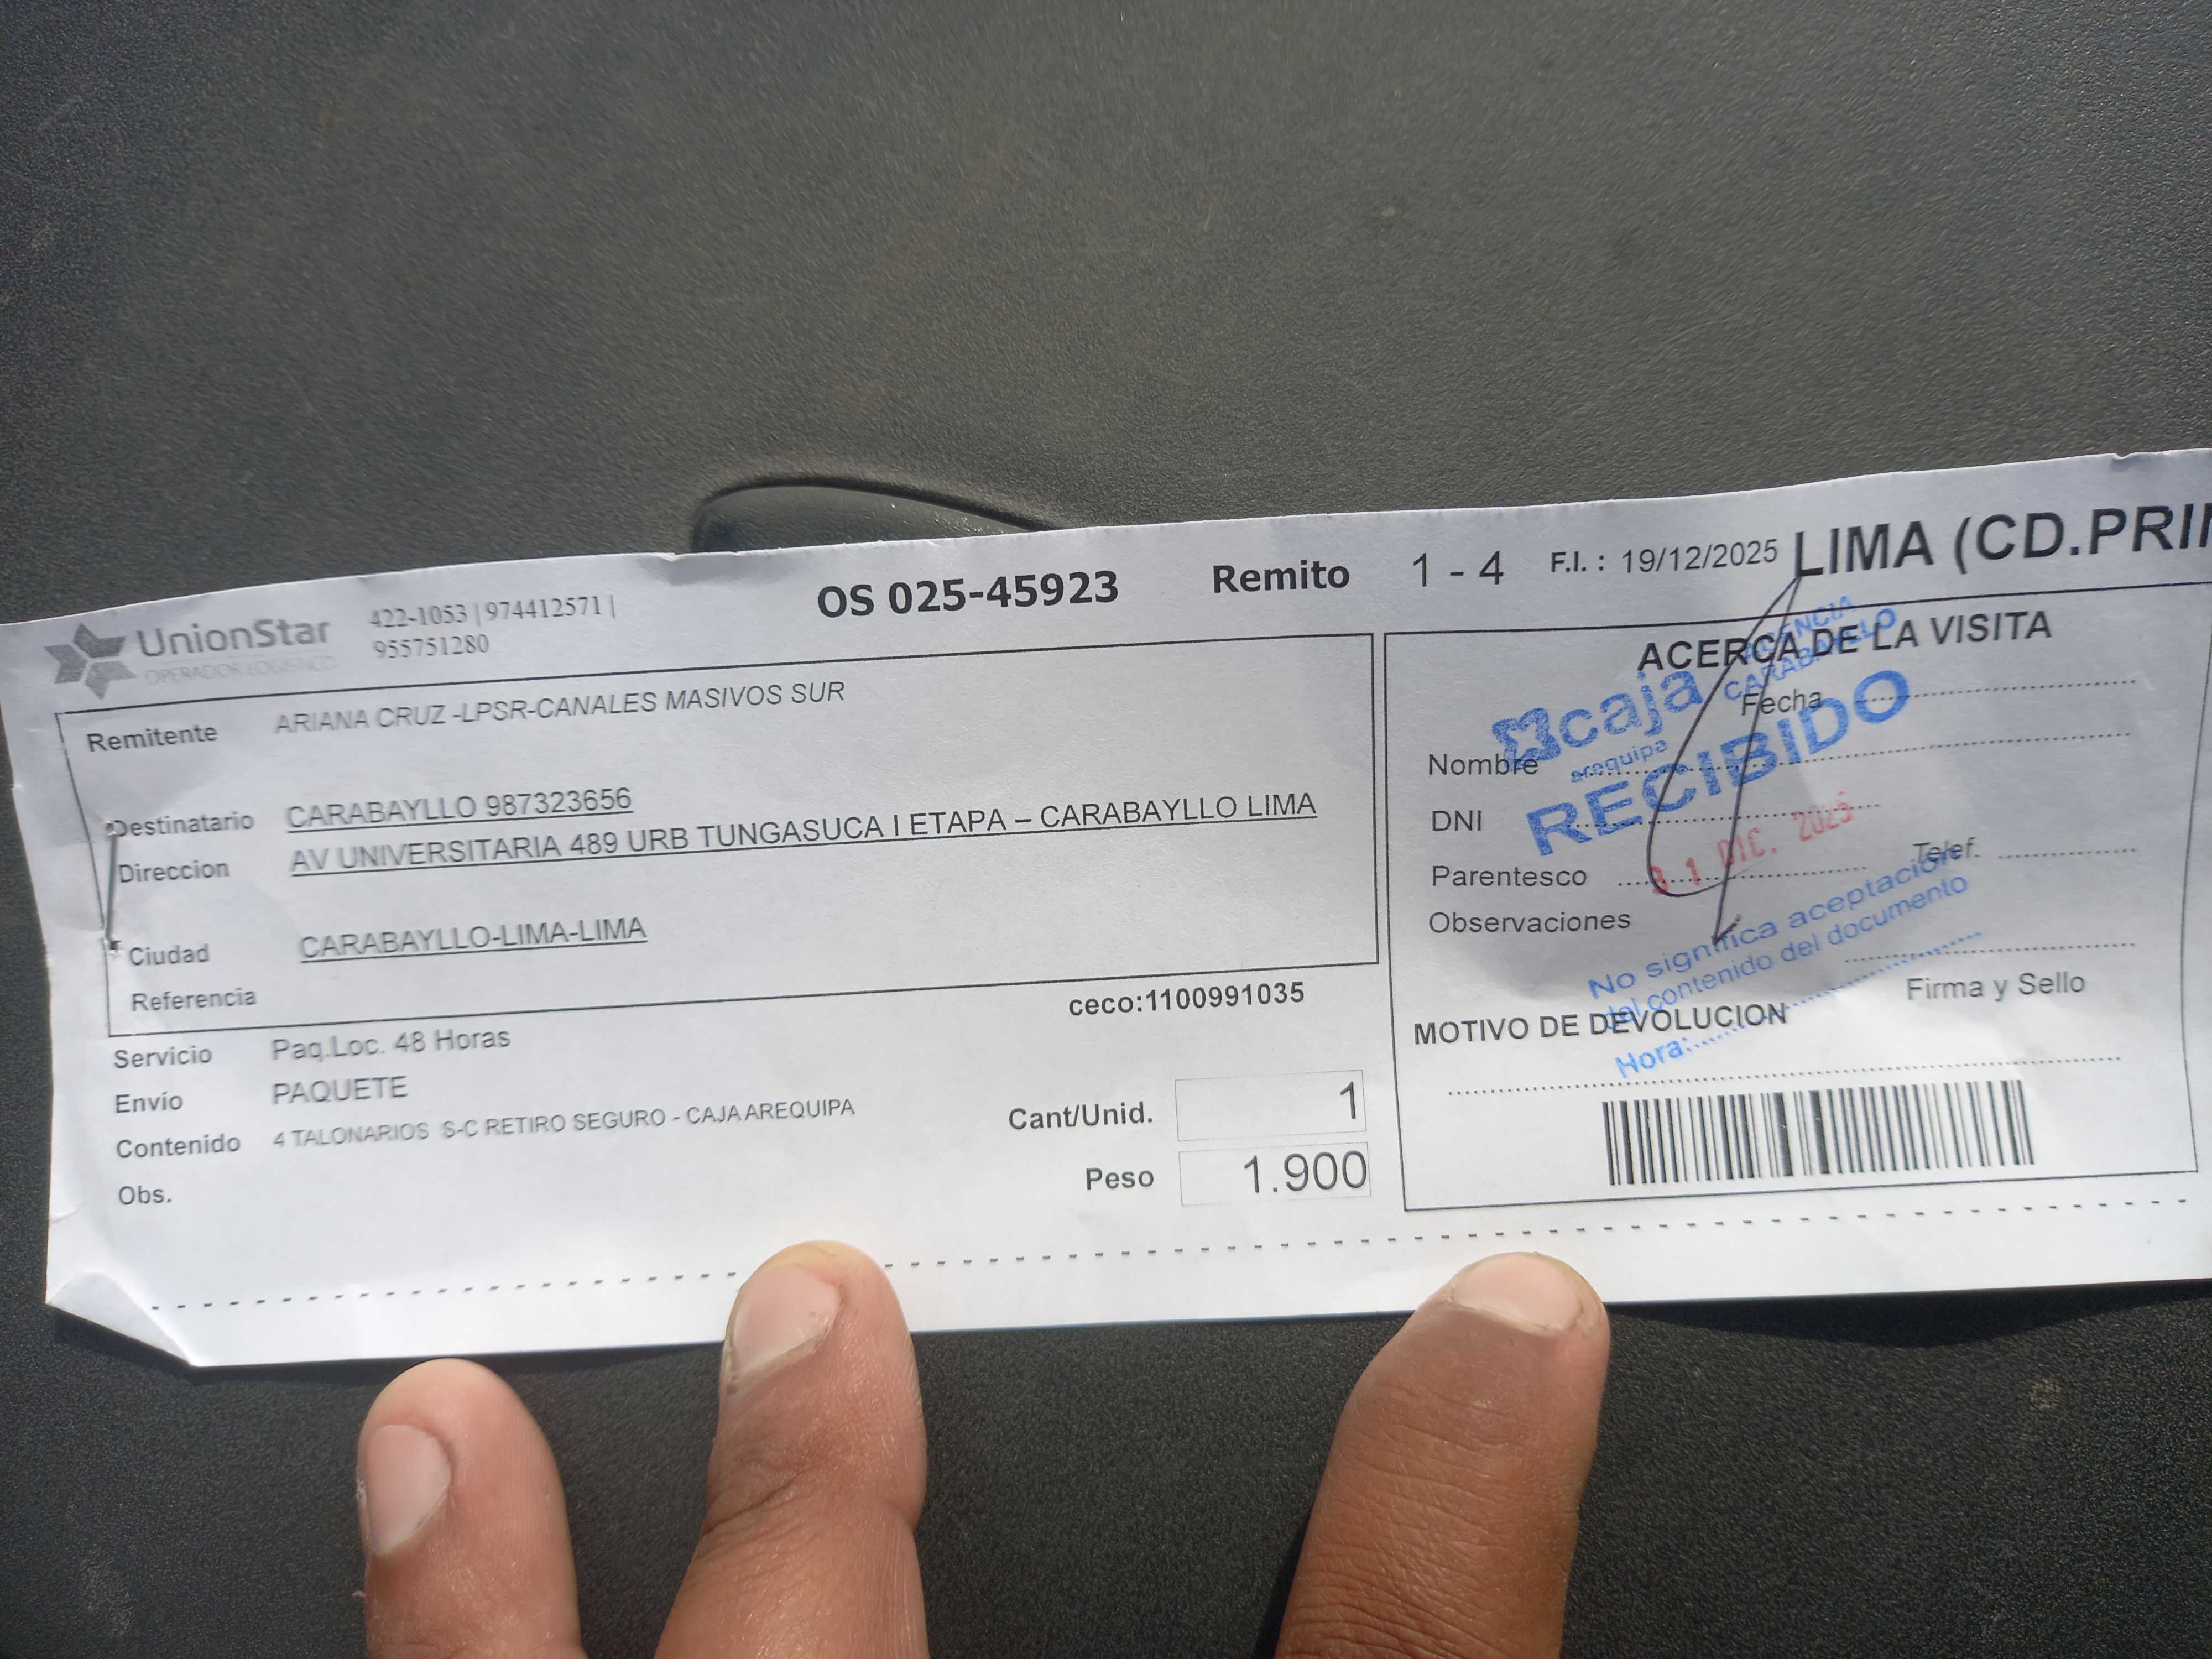 UnionStar
OPERADOR LOGISTICO
422-1053 | 974412571 |
955751280
OS 025-45923
Remito 1 - 4
F.I. : 19/12/2025
LIMA (CD.PRI
Remitente ARIANA CRUZ -LPSR-CANALES MASIVOS SUR
Destinatario CARABAYLLO 987323656
Direccion AV UNIVERSITARIA 489 URB TUNGASUCA I ETAPA – CARABAYLLO LIMA
Ciudad CARABAYLLO-LIMA-LIMA
Referencia
ceco:1100991035
Servicio Paq.Loc. 48 Horas
Envío PAQUETE
Contenido 4 TALONARIOS S-C RETIRO SEGURO - CAJA AREQUIPA
Obs.
Cant/Unid. 1
Peso 1.900
ACERCA DE LA VISITA
Fecha
Nombre
DNI
Parentesco
Telef.
Observaciones
Firma y Sello
MOTIVO DE DEVOLUCION
AGENCIA
CARABAYLLO
caja
arequipa
RECIBIDO
31 DIC. 2025
No significa aceptación
del contenido del documento
Hora: